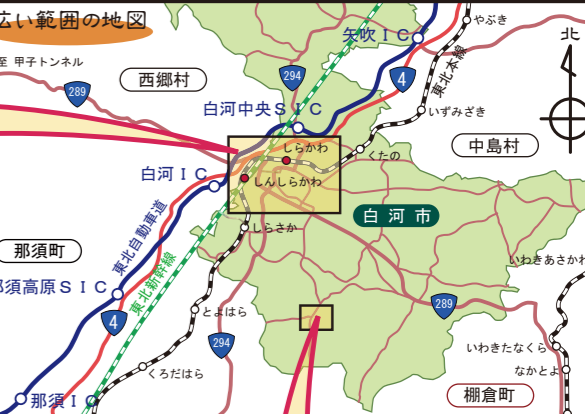 広い範囲の地図
至 甲子トンネル
289
西郷村
294
矢吹ＩＣ
やぶき
北
4
東北本線
白河中央ＳＩＣ
いずみざき
しらかわ
くたの
中島村
白河ＩＣ
しんしらかわ
白河市
しらさか
那須町
東北自動車道
東北新幹線
いわきあさかわ
那須高原ＳＩＣ
289
4
とよはら
294
いわきたなくら
なかとよ
くろだはら
棚倉町
那須ＩＣ